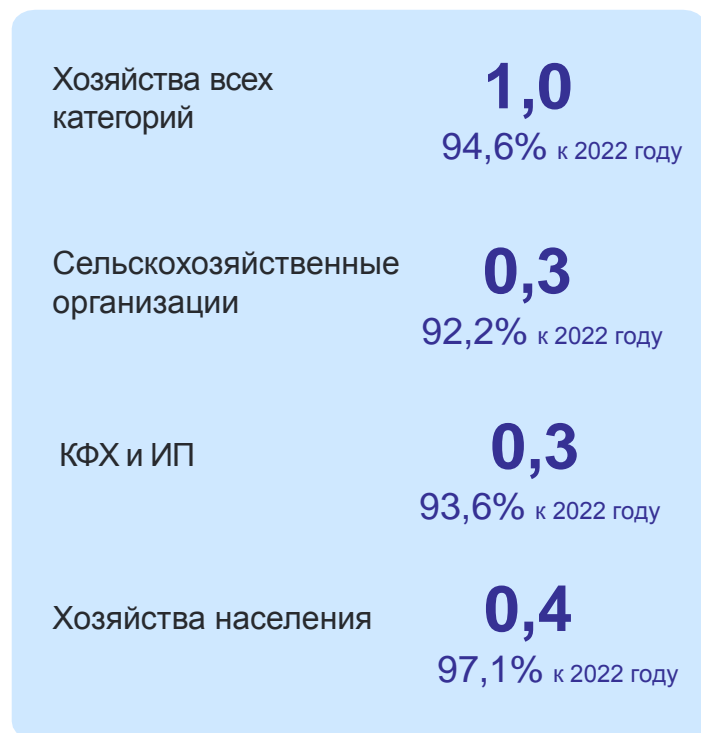 Хозяйства всех
категорий
1,0
94,6% к 2022 году
Сельскохозяйственные
организации
0,3
92,2% к 2022 году
КФХ и ИП
0,3
93,6% к 2022 году
Хозяйства населения
0,4
97,1% к 2022 году